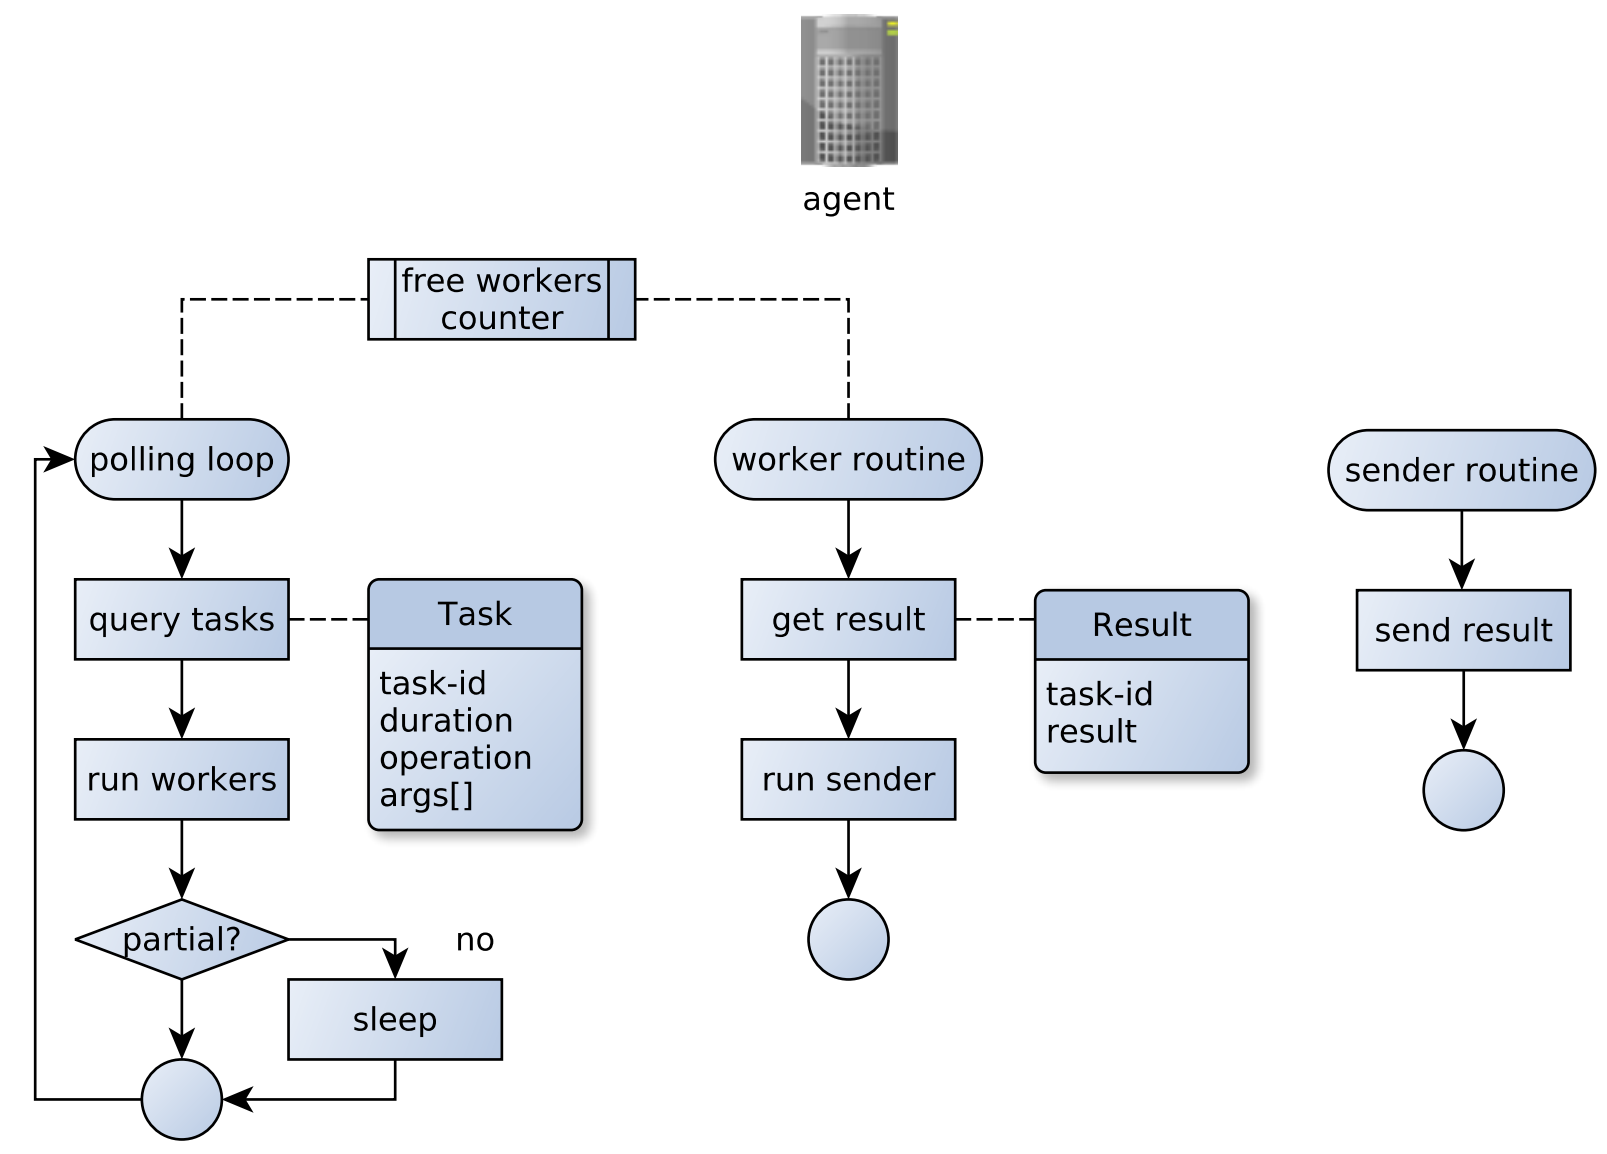 agent
free workers
counter
polling loop
worker routine
sender routine
query tasks
Task
task-id
duration
operation
args[]
get result
Result
task-id
result
send result
run workers
run sender
partial?
no
sleep